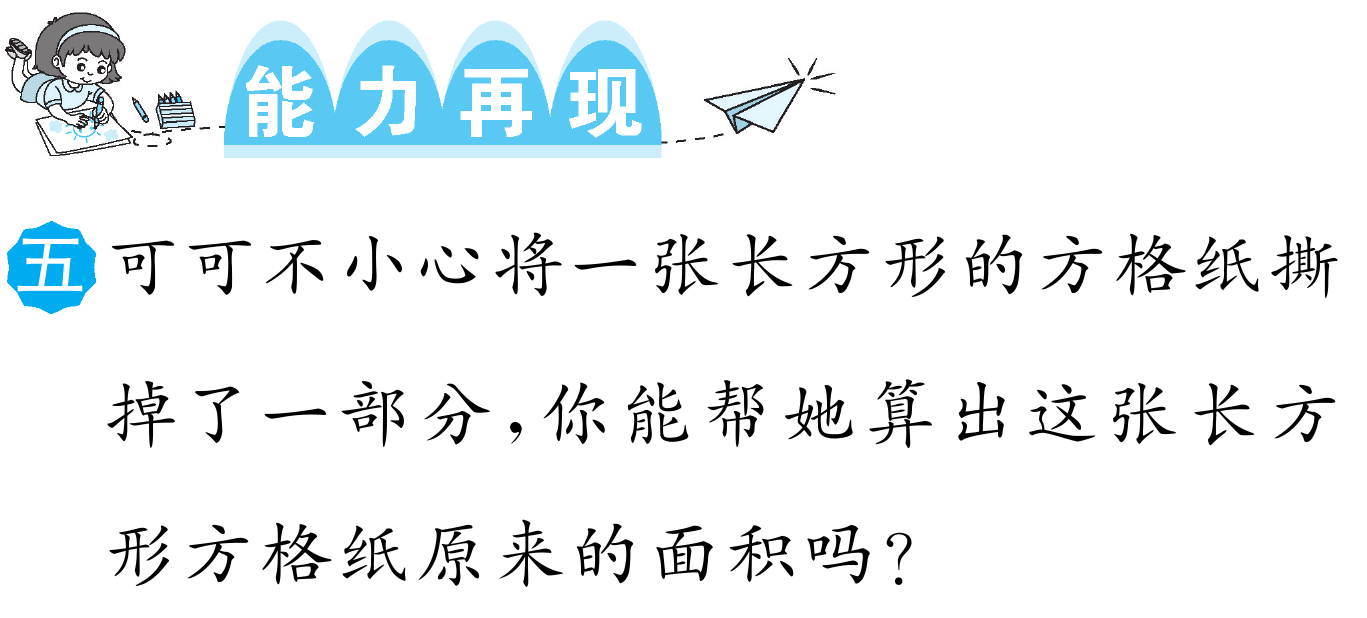 能力再现
五 可可不小心将一张长方形的方格纸撕
掉了一部分,你能帮她算出这张长方
形方格纸原来的面积吗?